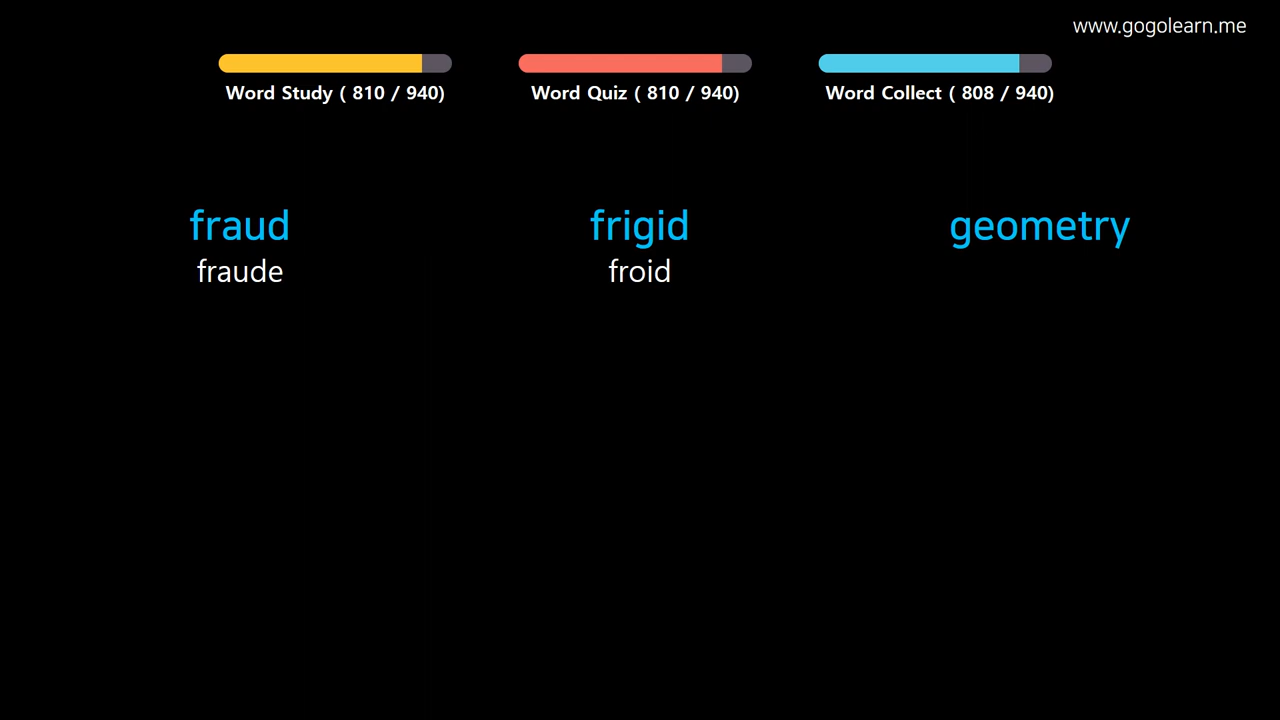 www.gogolearn.me
Word Study ( 810 / 940)
Word Quiz ( 810 / 940)
Word Collect ( 808 / 940)
fraud
fraude
frigid
froid
geometry